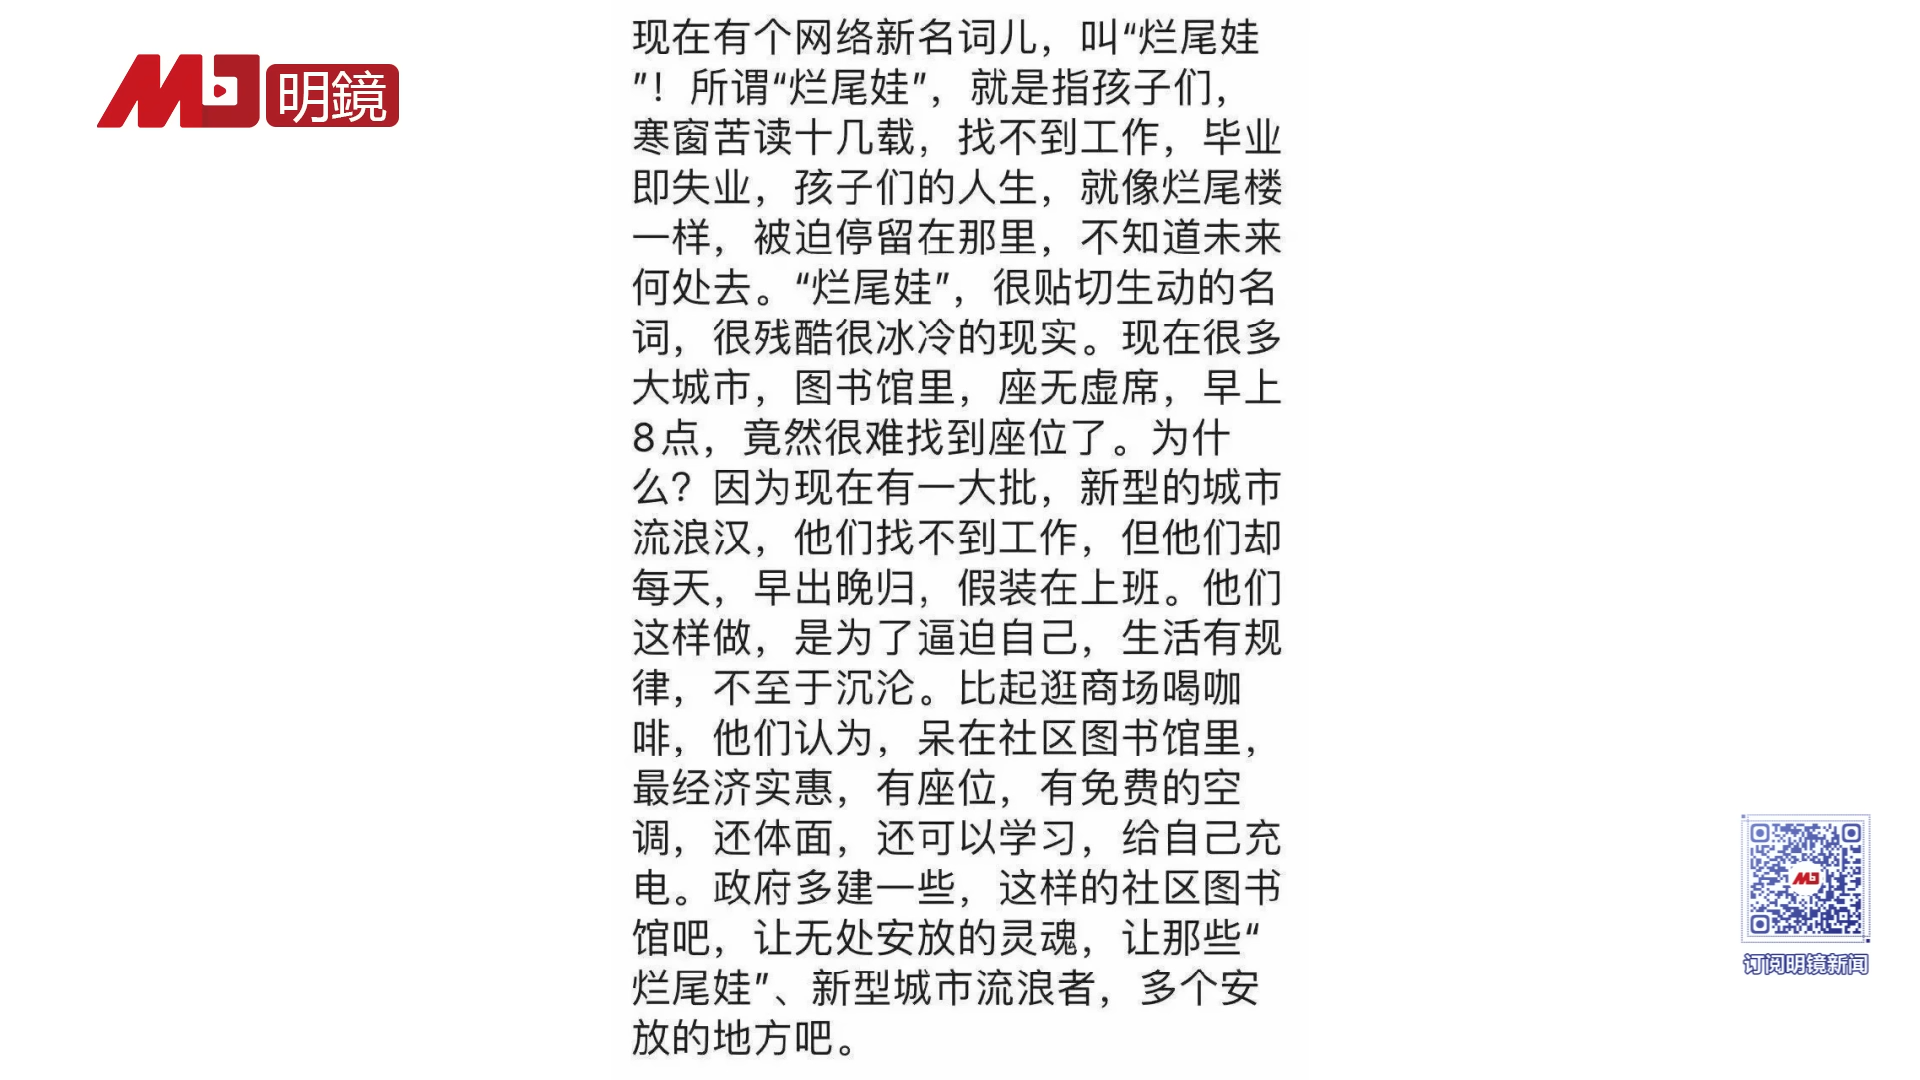 MD 明鏡
现在有个网络新名词儿，叫“烂尾娃
”！所谓“烂尾娃”，就是指孩子们，
寒窗苦读十几载，找不到工作，毕业
即失业，孩子们的人生，就像烂尾楼
一样，被迫停留在那里，不知道未来
何处去。“烂尾娃”，很贴切生动的名
词，很残酷很冰冷的现实。现在很多
大城市，图书馆里，座无虚席，早上
8点，竟然很难找到座位了。为什
么？因为现在有一大批，新型的城市
流浪汉，他们找不到工作，但他们却
每天，早出晚归，假装在上班。他们
这样做，是为了逼迫自己，生活有规
律，不至于沉沦。比起逛商场喝咖
啡，他们认为，呆在社区图书馆里，
最经济实惠，有座位，有免费的空
调，还体面，还可以学习，给自己充
电。政府多建一些，这样的社区图书
馆吧，让无处安放的灵魂，让那些“
烂尾娃”、新型城市流浪者，多个安
放的地方吧。
MD
订阅明镜新闻